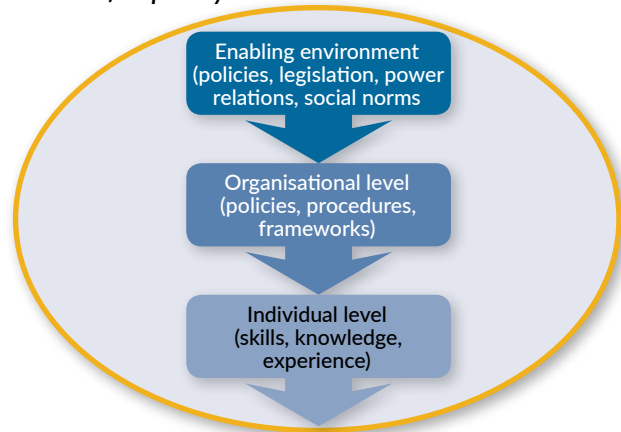 Enabling environment
(policies, legislation, power
relations, social norms
Organisational level
(policies, procedures,
frameworks)
Individual level
(skills, knowledge,
experience)